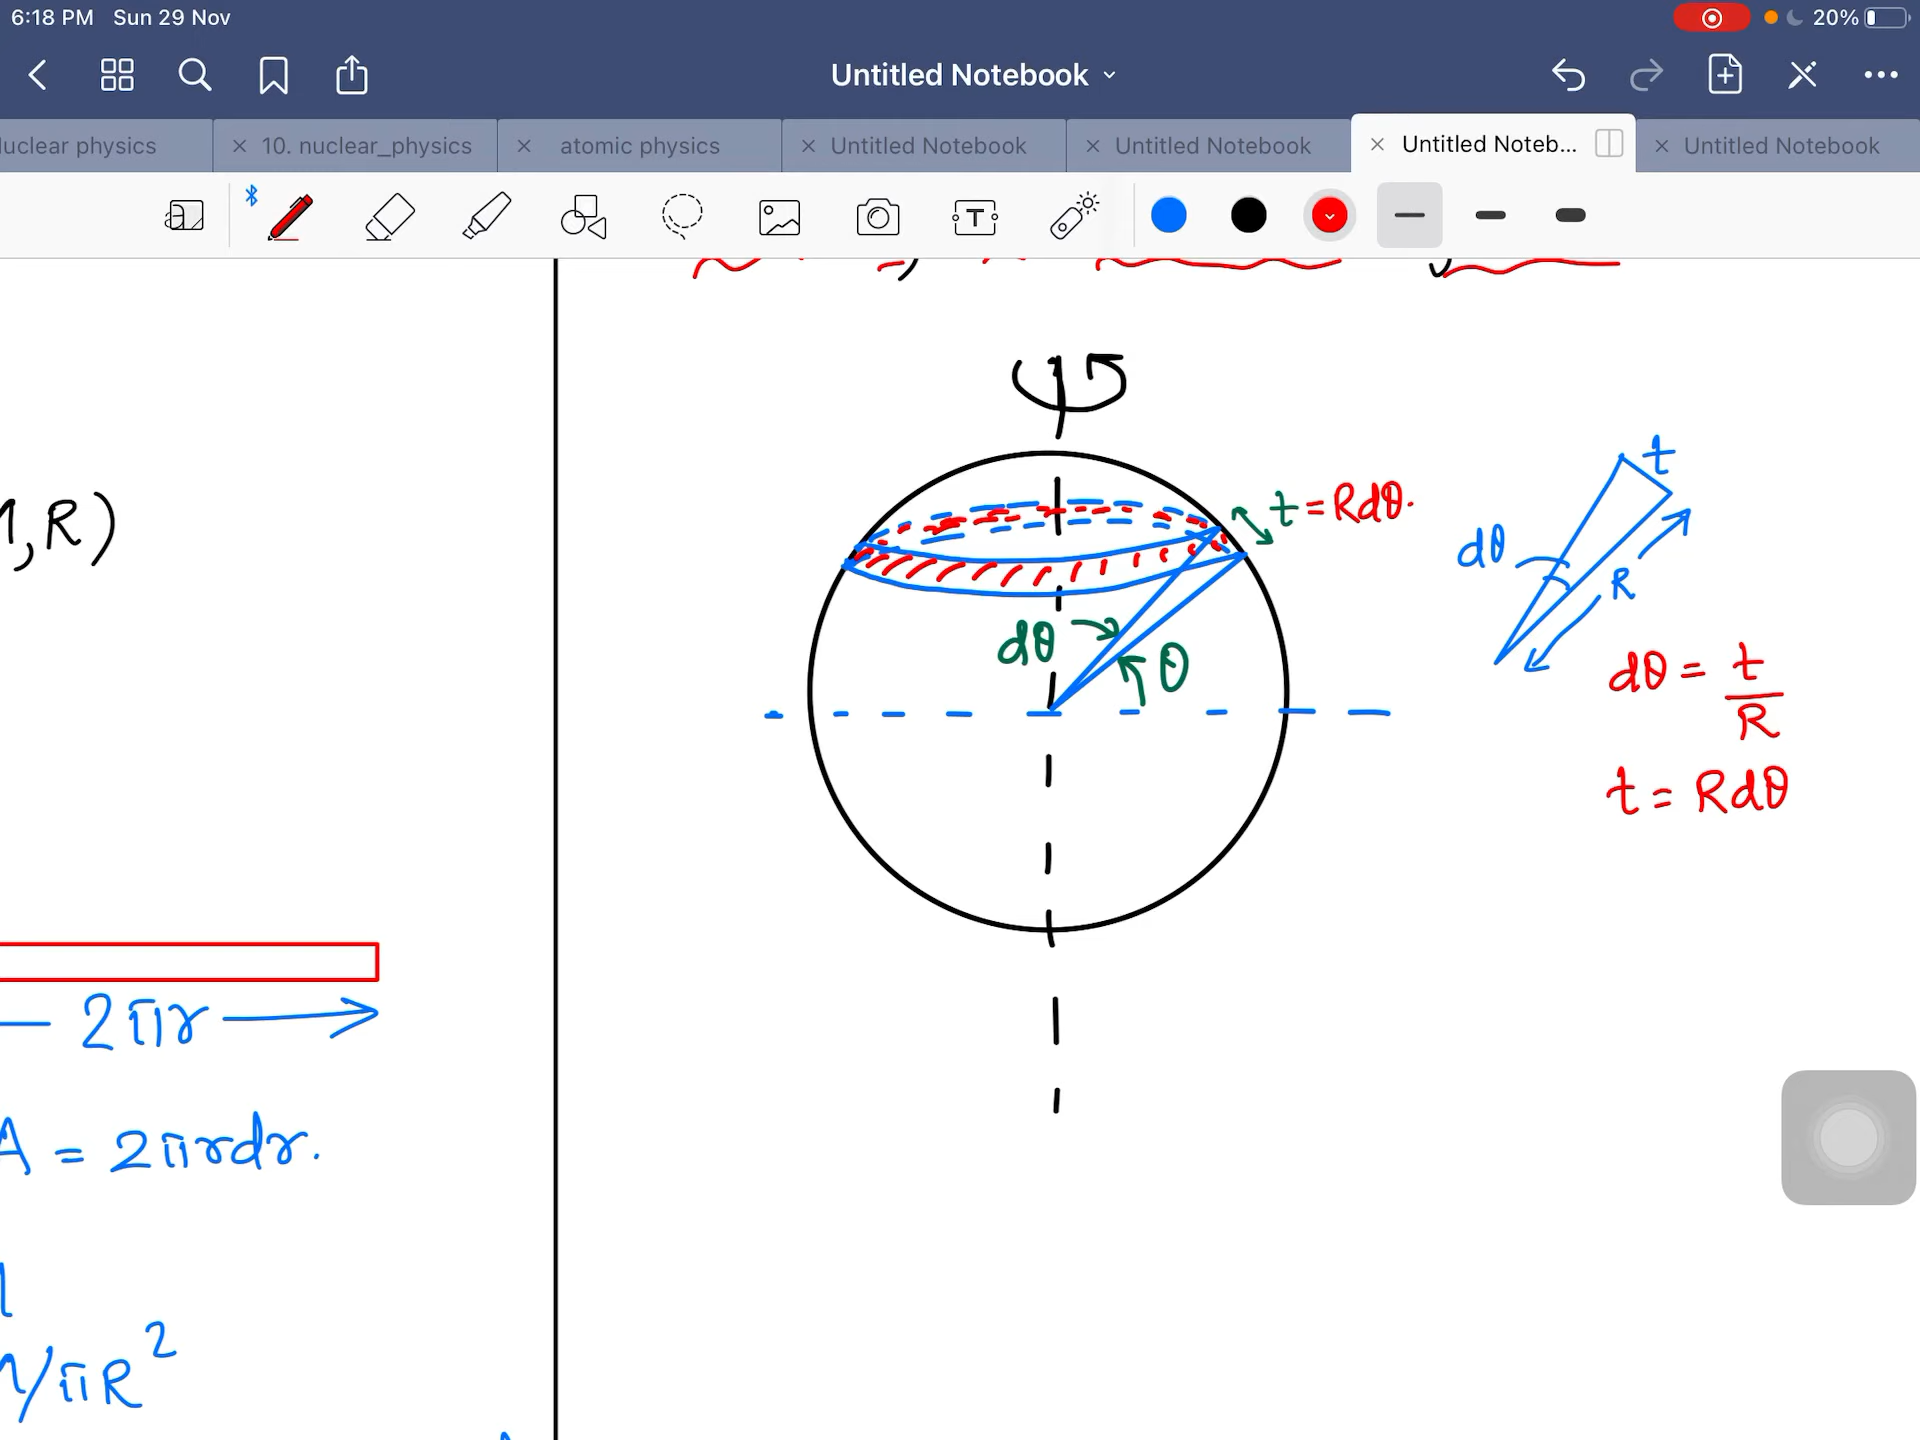 6:18 PM Sun 29 Nov
20%
Untitled Notebook
luclear physics
10. nuclear_physics
atomic physics
Untitled Notebook
Untitled Notebook
Untitled Noteb...
Untitled Notebook
,R)
2πr
A = 2πrdr.
/πR²
t = Rdθ.
dθ
θ
t
dθ
R
dθ = t/R
t = Rdθ